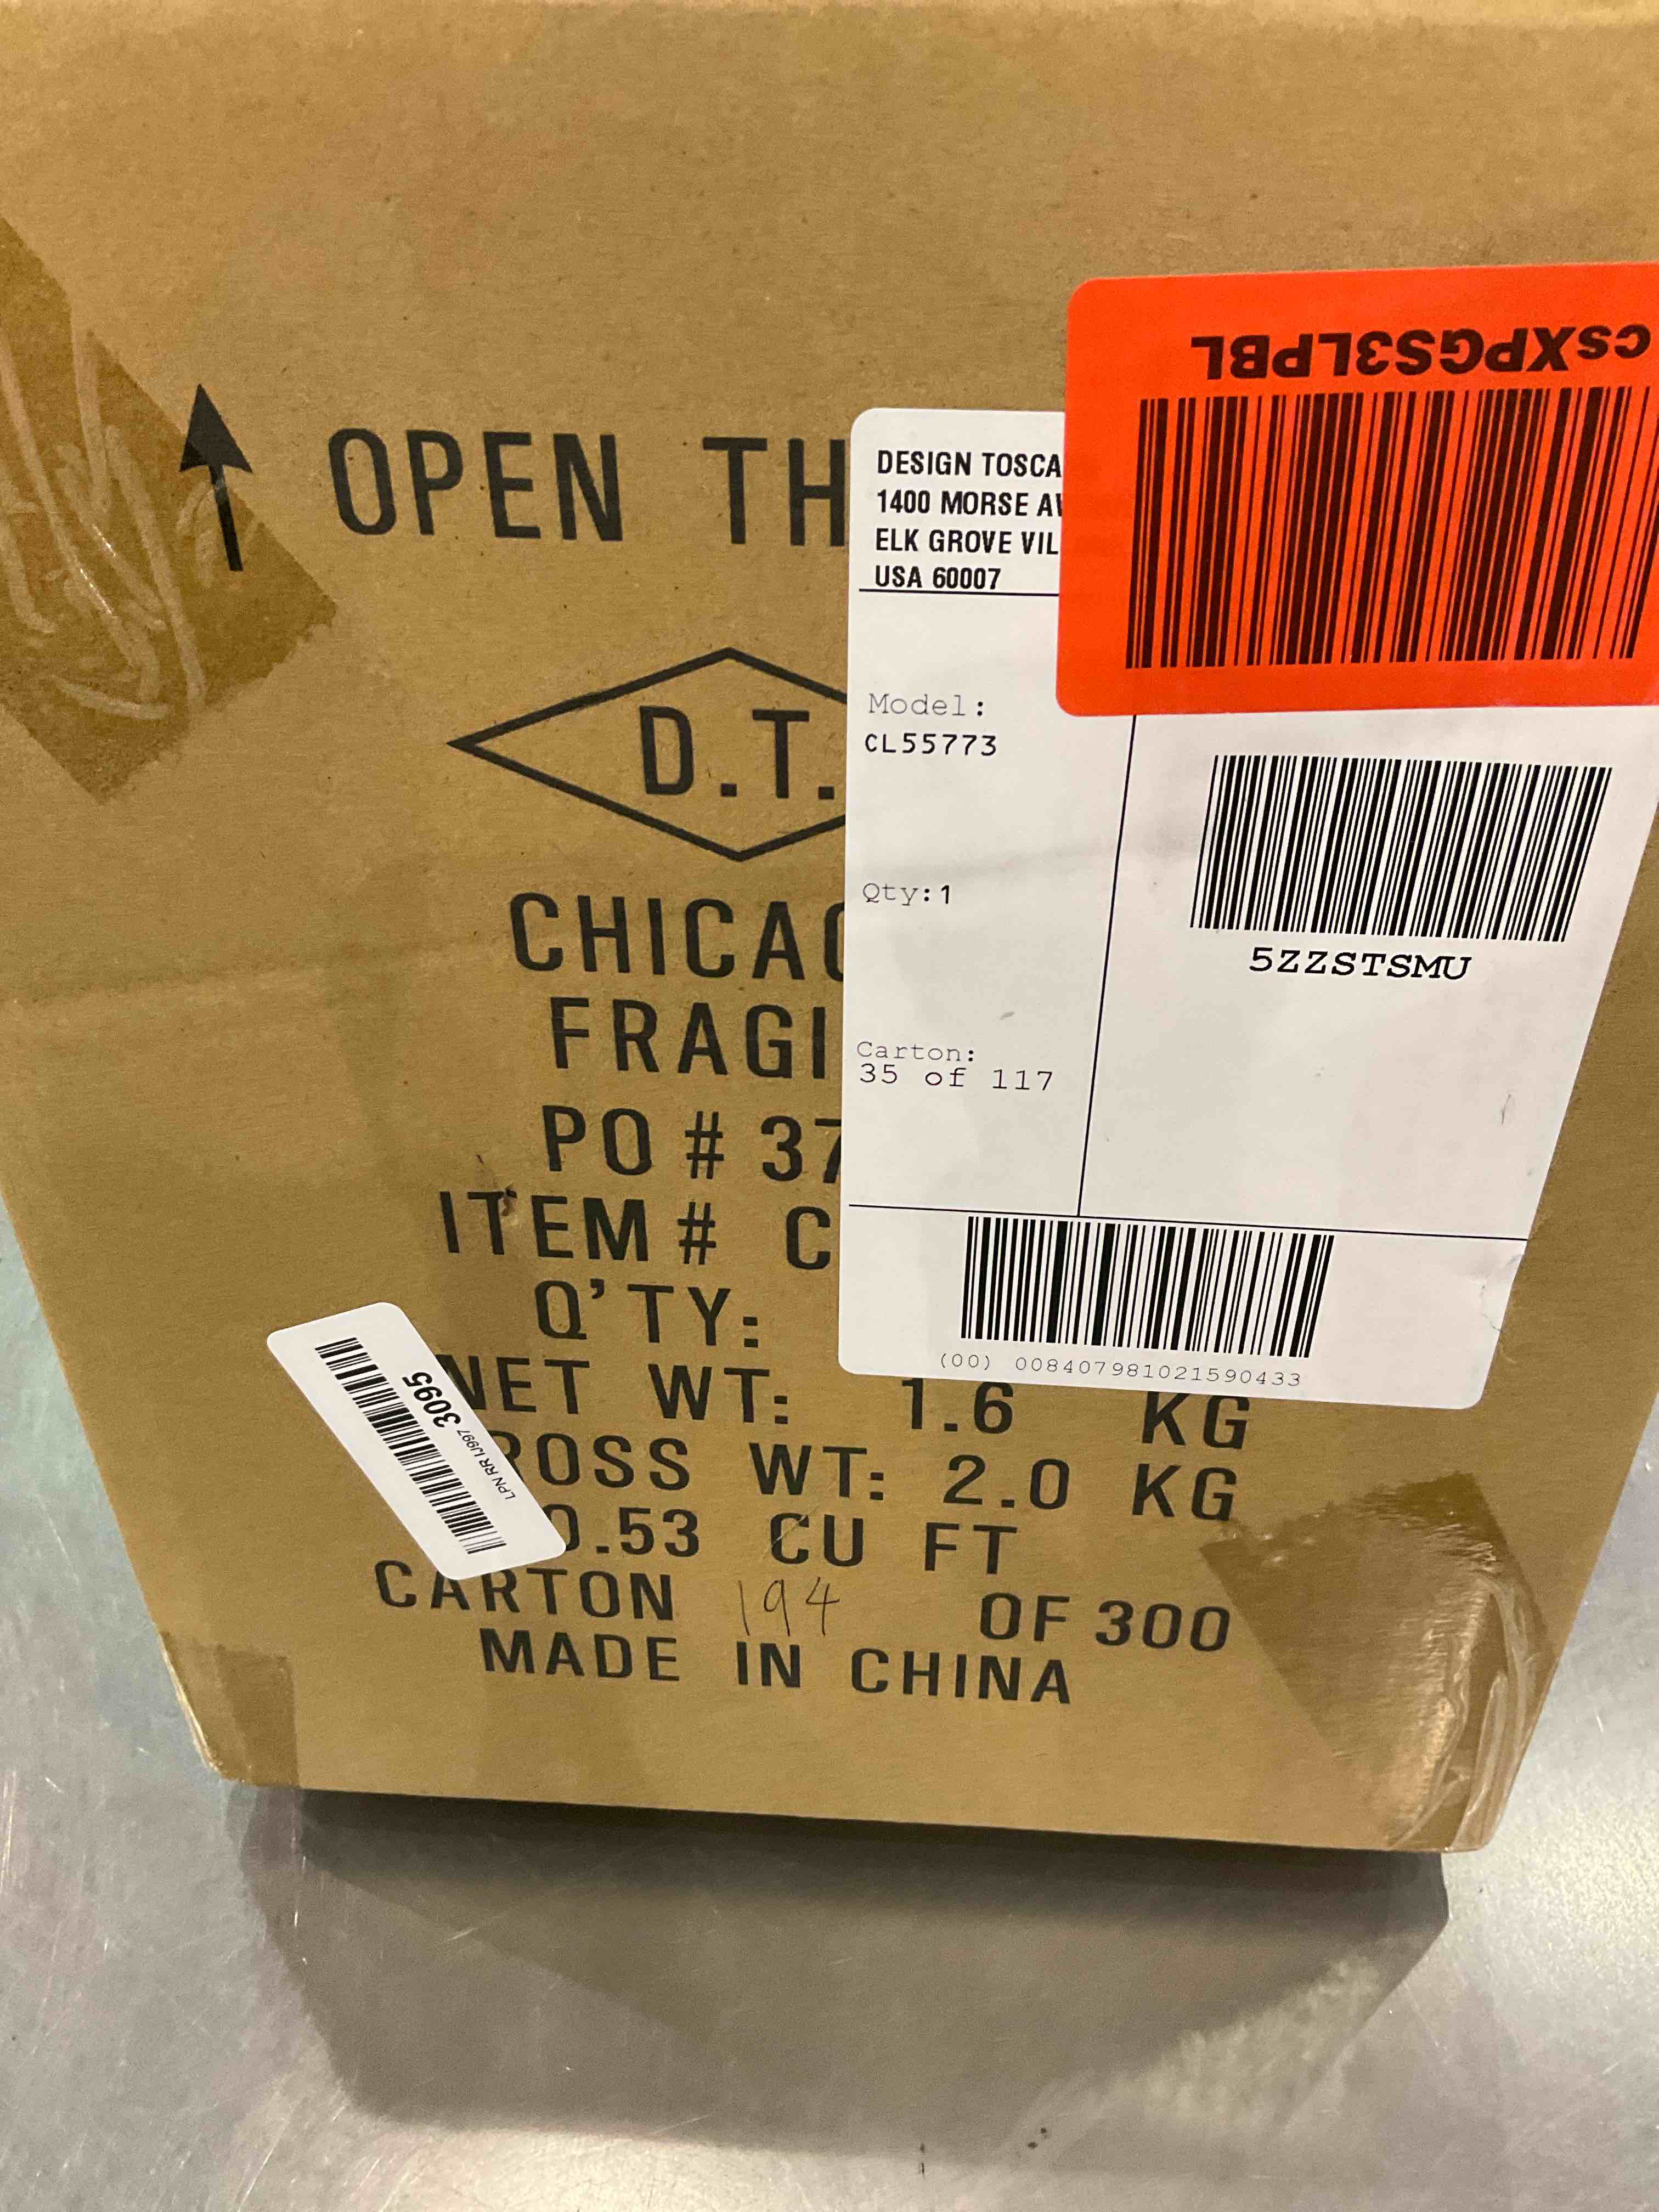 csXPGS3LPBL
OPEN TH
DESIGN TOSCA
1400 MORSE AV
ELK GROVE VIL
USA 60007
D.T.
Model:
CL55773
Qty:1
5ZZSTSMU
Carton:
35 of 117
(00) 008407981021590433
CHICAG
FRAGI
PO # 37
ITEM # C
Q'TY:
NET WT: 1.6 KG
ROSS WT: 2.0 KG
0.53 CU FT
CARTON 194 OF 300
MADE IN CHINA
LPN RR IJ997 3095